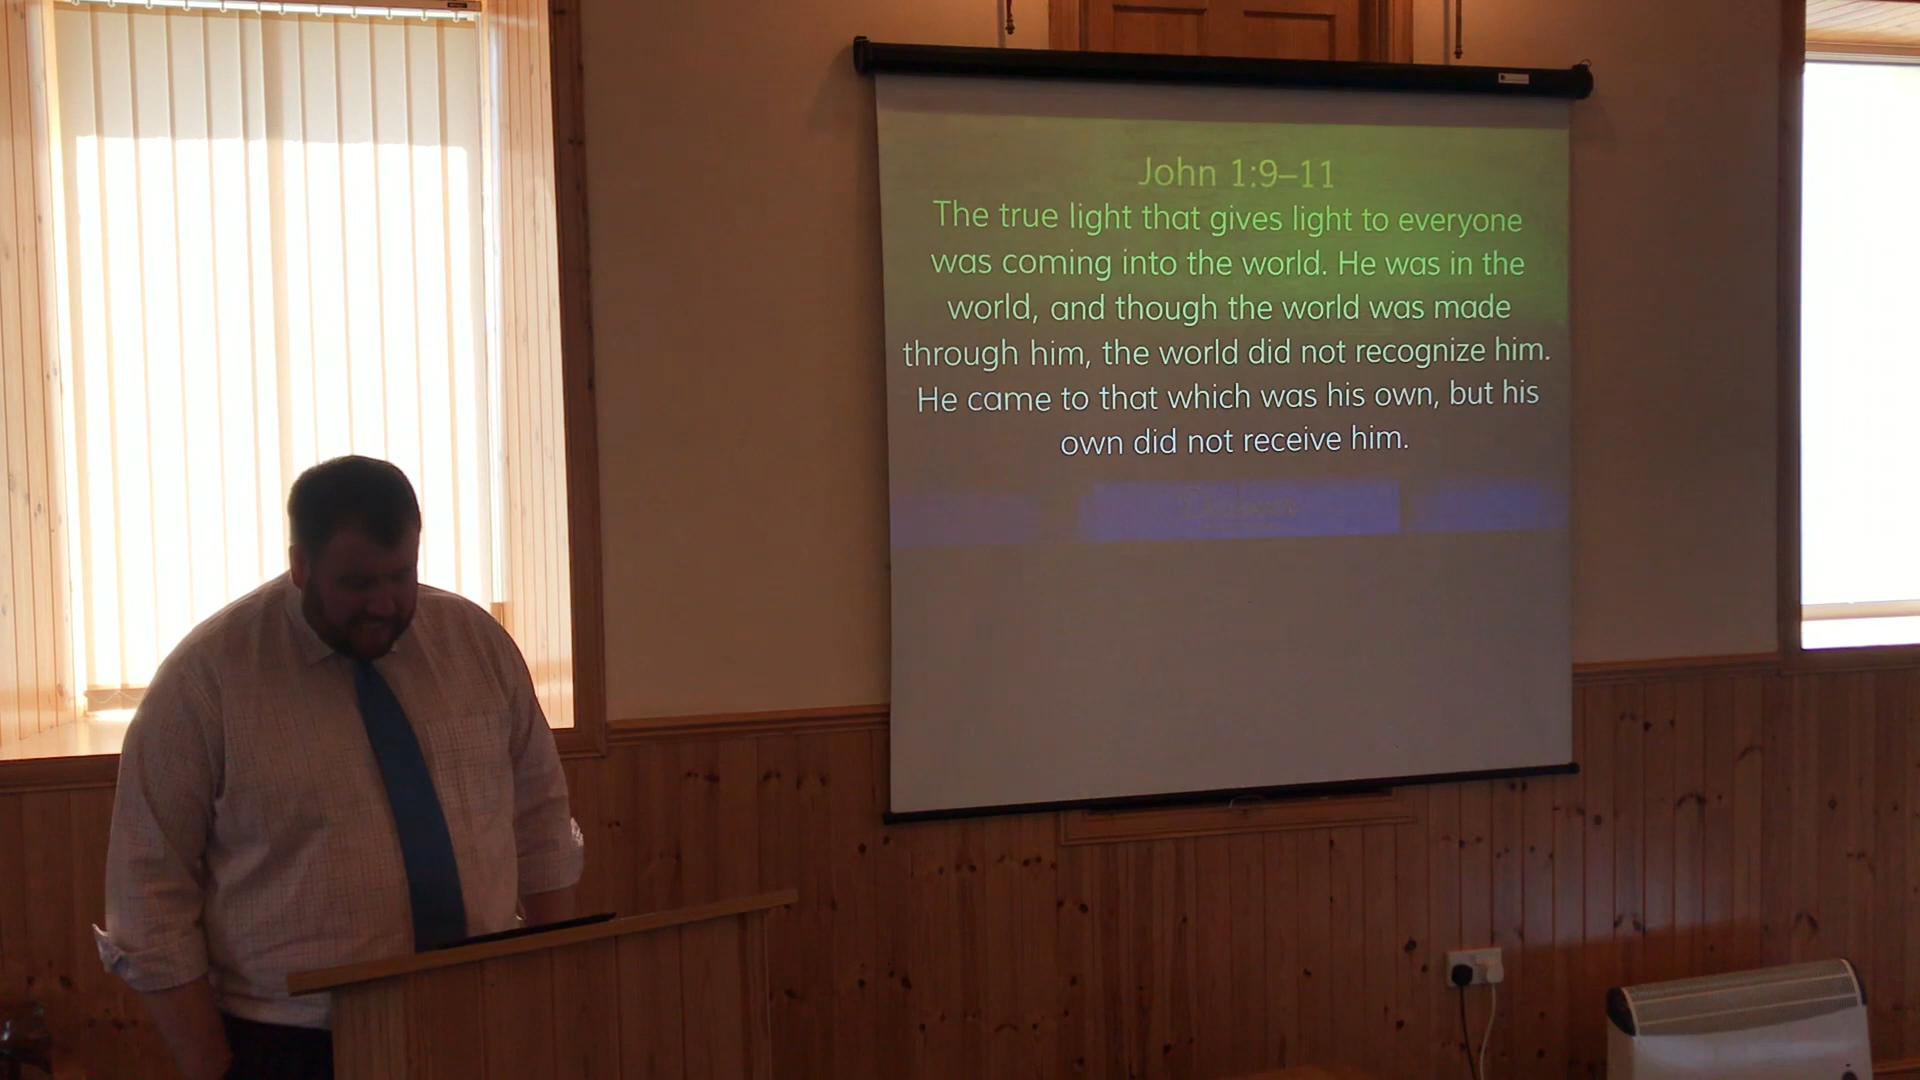 John 1:9–11
The true light that gives light to everyone
was coming into the world. He was in the
world, and though the world was made
through him, the world did not recognize him.
He came to that which was his own, but his
own did not receive him.